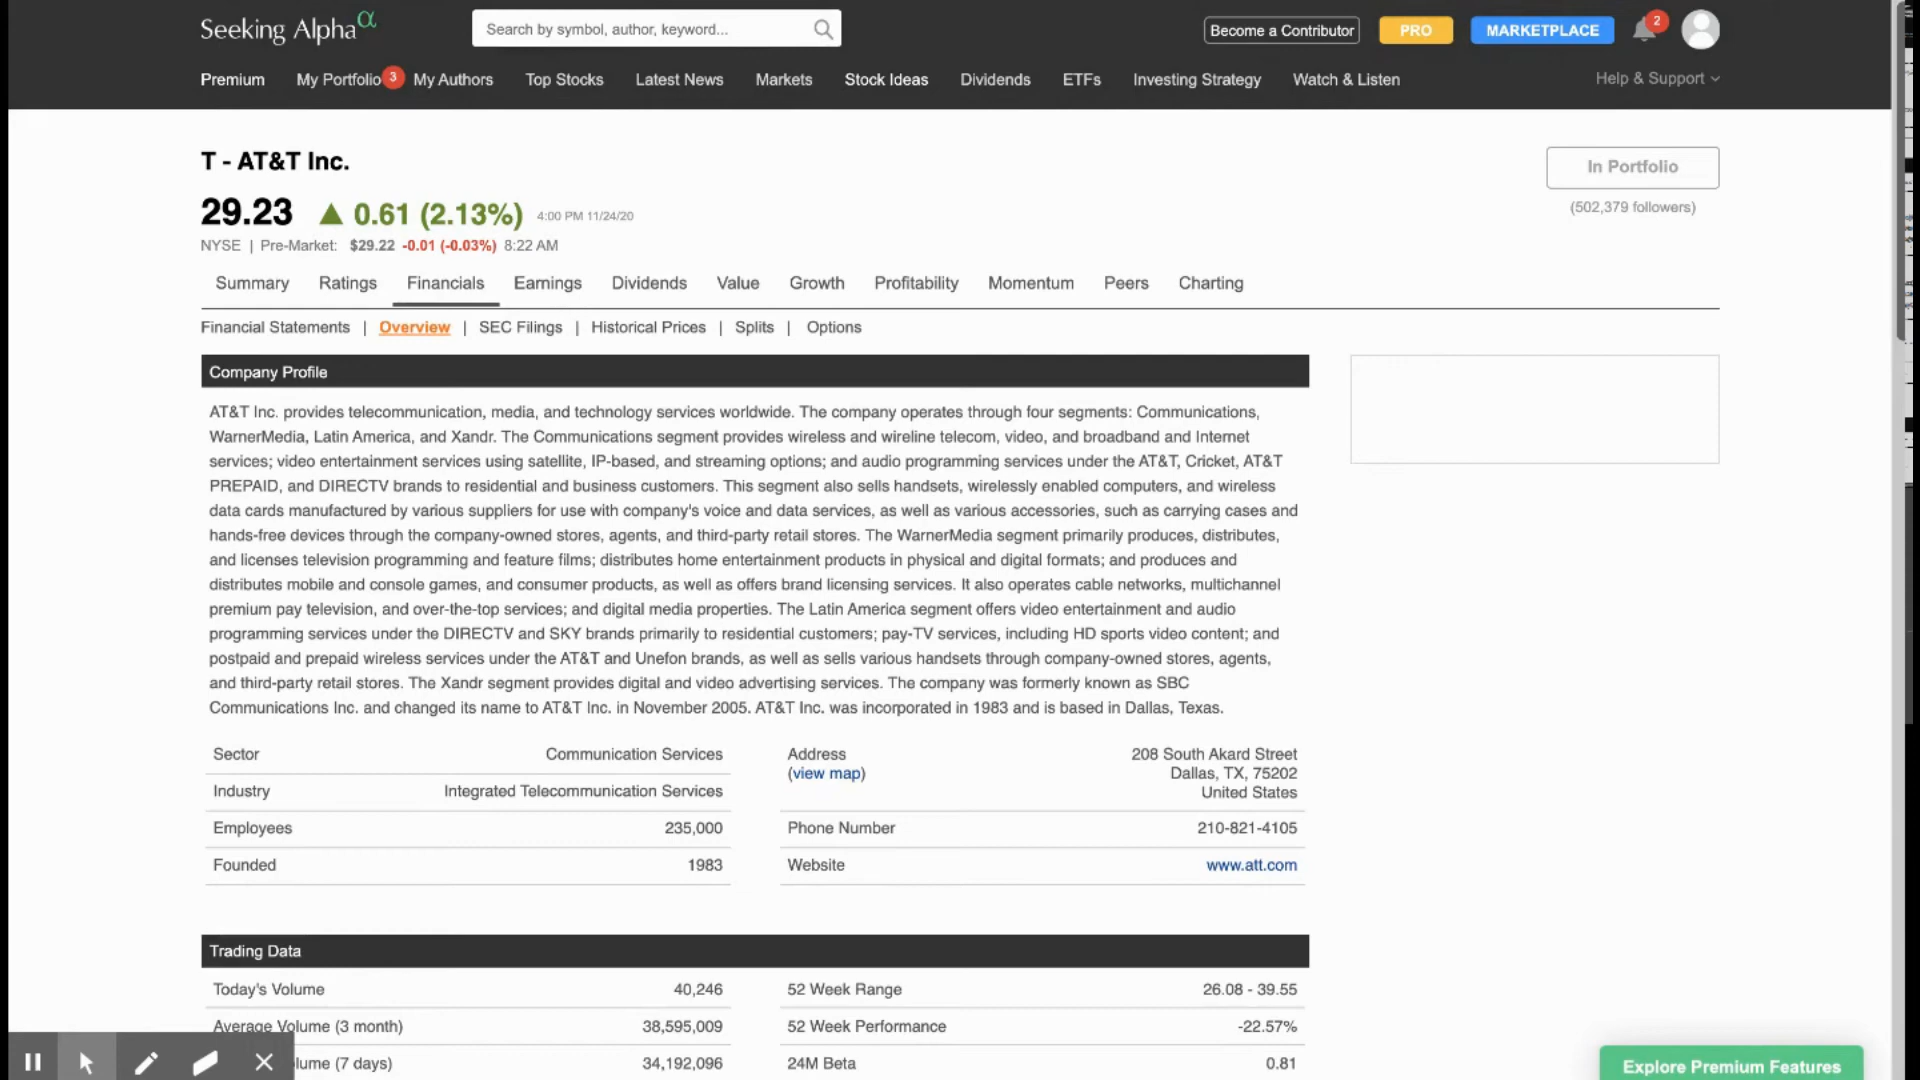 Seeking Alphaα
Search by symbol, author, keyword...
Become a Contributor
PRO
MARKETPLACE
2
Premium
My Portfolio 3
My Authors
Top Stocks
Latest News
Markets
Stock Ideas
Dividends
ETFs
Investing Strategy
Watch & Listen
Help & Support
T - AT&T Inc.
In Portfolio
29.23 ▲ 0.61 (2.13%) 4:00 PM 11/24/20
(502,379 followers)
NYSE | Pre-Market: $29.22 -0.01 (-0.03%) 8:22 AM
Summary Ratings Financials Earnings Dividends Value Growth Profitability Momentum Peers Charting
Financial Statements | Overview | SEC Filings | Historical Prices | Splits | Options
Company Profile
AT&T Inc. provides telecommunication, media, and technology services worldwide. The company operates through four segments: Communications,
WarnerMedia, Latin America, and Xandr. The Communications segment provides wireless and wireline telecom, video, and broadband and Internet
services; video entertainment services using satellite, IP-based, and streaming options; and audio programming services under the AT&T, Cricket, AT&T
PREPAID, and DIRECTV brands to residential and business customers. This segment also sells handsets, wirelessly enabled computers, and wireless
data cards manufactured by various suppliers for use with company's voice and data services, as well as various accessories, such as carrying cases and
hands-free devices through the company-owned stores, agents, and third-party retail stores. The WarnerMedia segment primarily produces, distributes,
and licenses television programming and feature films; distributes home entertainment products in physical and digital formats; and produces and
distributes mobile and console games, and consumer products, as well as offers brand licensing services. It also operates cable networks, multichannel
premium pay television, and over-the-top services; and digital media properties. The Latin America segment offers video entertainment and audio
programming services under the DIRECTV and SKY brands primarily to residential customers; pay-TV services, including HD sports video content; and
postpaid and prepaid wireless services under the AT&T and Unefon brands, as well as sells various handsets through company-owned stores, agents,
and third-party retail stores. The Xandr segment provides digital and video advertising services. The company was formerly known as SBC
Communications Inc. and changed its name to AT&T Inc. in November 2005. AT&T Inc. was incorporated in 1983 and is based in Dallas, Texas.
Sector Communication Services
Industry Integrated Telecommunication Services
Employees 235,000
Founded 1983
Address 208 South Akard Street
(view map) Dallas, TX, 75202
United States
Phone Number 210-821-4105
Website www.att.com
Trading Data
Today's Volume 40,246
Average Volume (3 month) 38,595,009
lume (7 days) 34,192,096
52 Week Range 26.08 - 39.55
52 Week Performance -22.57%
24M Beta 0.81
Explore Premium Features